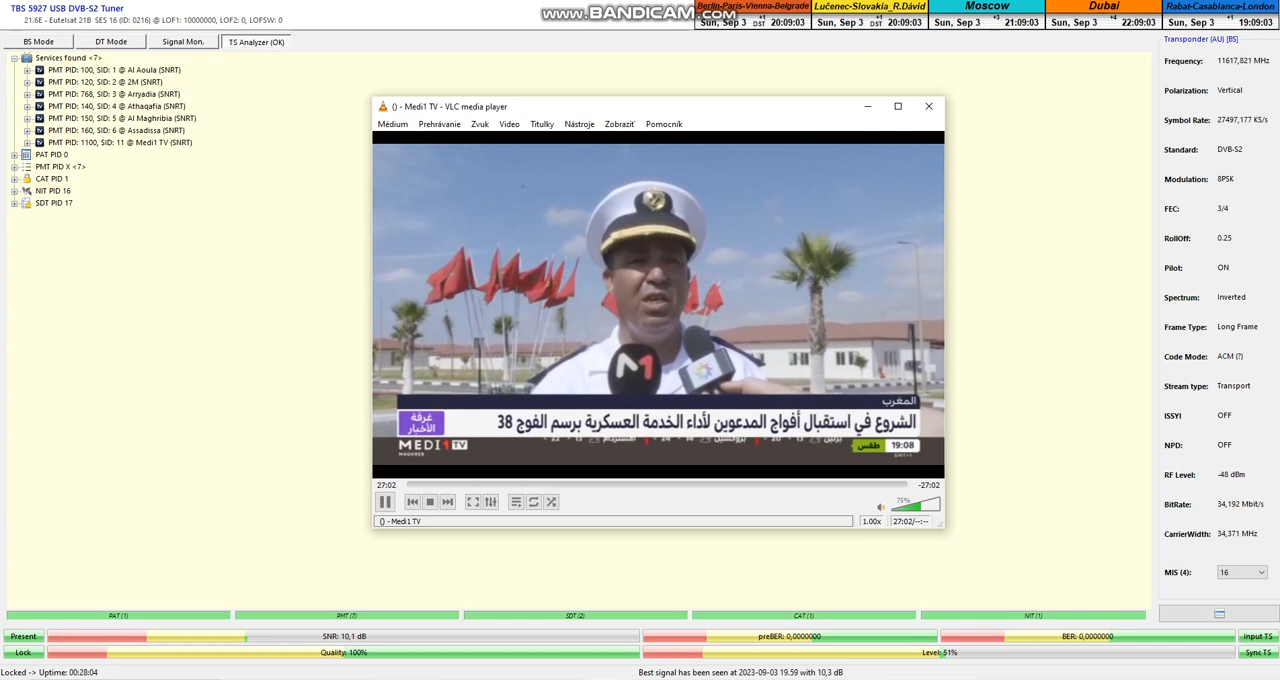 TBS 5927 USB DVB-S2 Tuner
21.6E - Eutelsat 21B  SES 16 (ID: 0216) @ LOF1: 10000000, LOF2: 0, LOFSW: 0
www.BANDICAM.com
Berlin-Paris-Vienna-Belgrade
Sun, Sep 3 +1 DST 20:09:03
Lučenec-Slovakia_R.Dávid
Sun, Sep 3 +1 DST 20:09:03
Moscow
Sun, Sep 3 +3 21:09:03
Dubai
Sun, Sep 3 +4 22:09:03
Rabat-Casablanca-London
Sun, Sep 3 +1 19:09:03
BS Mode
DT Mode
Signal Mon.
TS Analyzer (OK)
Services found <7>
PMT PID: 100, SID: 1 @ Al Aoula (SNRT)
PMT PID: 120, SID: 2 @ 2M (SNRT)
PMT PID: 768, SID: 3 @ Arryadia (SNRT)
PMT PID: 140, SID: 4 @ Athaqafia (SNRT)
PMT PID: 150, SID: 5 @ Al Maghribia (SNRT)
PMT PID: 160, SID: 6 @ Assadissa (SNRT)
PMT PID: 1100, SID: 11 @ Medi1 TV (SNRT)
PAT PID 0
PMT PID X <7>
CAT PID 1
NIT PID 16
SDT PID 17
() - Medi1 TV - VLC media player
Médium Prehrávanie Zvuk Video Titulky Nástroje Zobraziť Pomocník
M1
المغرب
الشروع في استقبال أفواج المدعوين لأداء الخدمة العسكرية برسم الفوج 38
غرفة
الأخبار
MEDI1 TV
MAGHREB
طقس
19:08
GMT+1
27:02
-27:02
75%
() - Medi1 TV
1.00x
27:02/--:--
Transponder (AU) [BS]
Frequency: 11617,821 MHz
Polarization: Vertical
Symbol Rate: 27497,177 KS/s
Standard: DVB-S2
Modulation: 8PSK
FEC: 3/4
RollOff: 0.25
Pilot: ON
Spectrum: Inverted
Frame Type: Long Frame
Code Mode: ACM (?)
Stream type: Transport
ISSYI OFF
NPD: OFF
RF Level: -48 dBm
BitRate: 34,192 Mbit/s
CarrierWidth: 34,371 MHz
MIS (4): 16
PAT (1)
PMT (7)
SDT (2)
CAT (1)
NIT (1)
Present
SNR: 10,1 dB
preBER: 0,0000000
BER: 0,0000000
Input TS
Lock
Quality: 100%
Level: 51%
Sync TS
Locked -> Uptime: 00:28:04
Best signal has been seen at 2023-09-03 19.59 with 10,3 dB